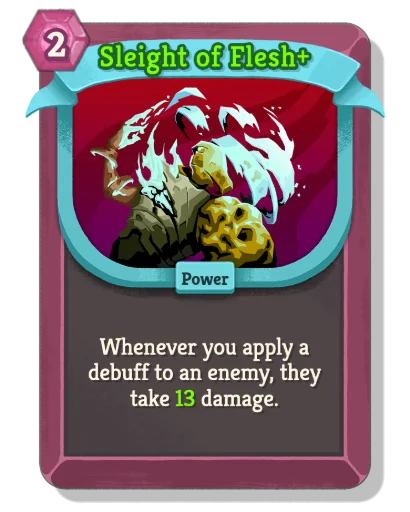 2
Sleight of Flesh+
Power
Whenever you apply a
debuff to an enemy, they
take 13 damage.